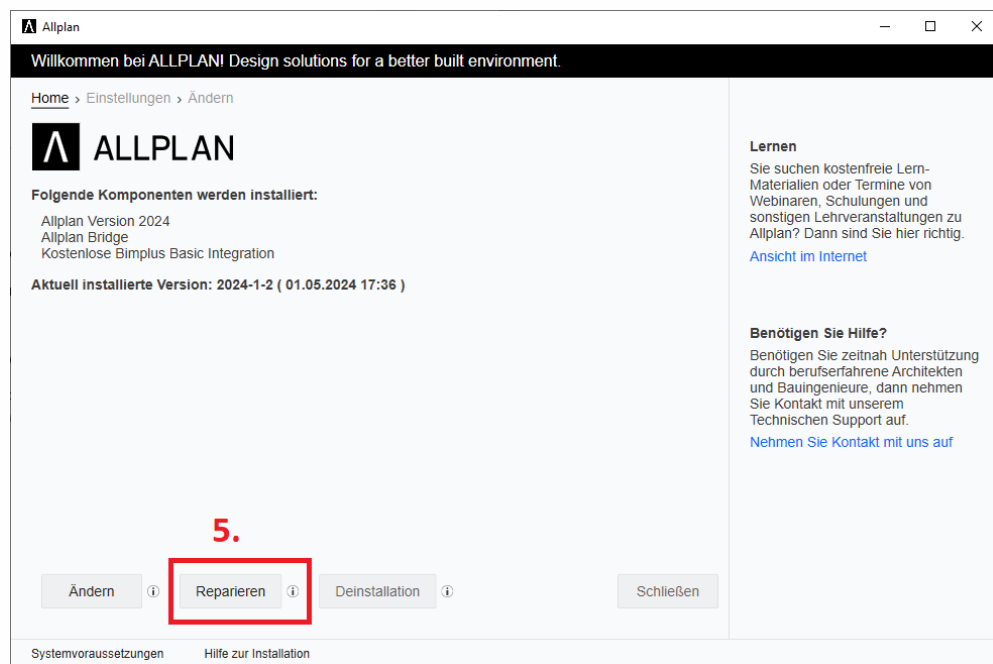 Allplan
Willkommen bei ALLPLAN! Design solutions for a better built environment.
Home › Einstellungen › Ändern
ALLPLAN
Folgende Komponenten werden installiert:
Allplan Version 2024
Allplan Bridge
Kostenlose Bimplus Basic Integration
Aktuell installierte Version: 2024-1-2 ( 01.05.2024 17:36 )
Lernen
Sie suchen kostenfreie Lern-
Materialien oder Termine von
Webinaren, Schulungen und
sonstigen Lehrveranstaltungen zu
Allplan? Dann sind Sie hier richtig.
Ansicht im Internet
Benötigen Sie Hilfe?
Benötigen Sie zeitnah Unterstützung
durch berufserfahrene Architekten
und Bauingenieure, dann nehmen
Sie Kontakt mit unserem
Technischen Support auf.
Nehmen Sie Kontakt mit uns auf
5.
Ändern Reparieren Deinstallation Schließen
Systemvoraussetzungen Hilfe zur Installation